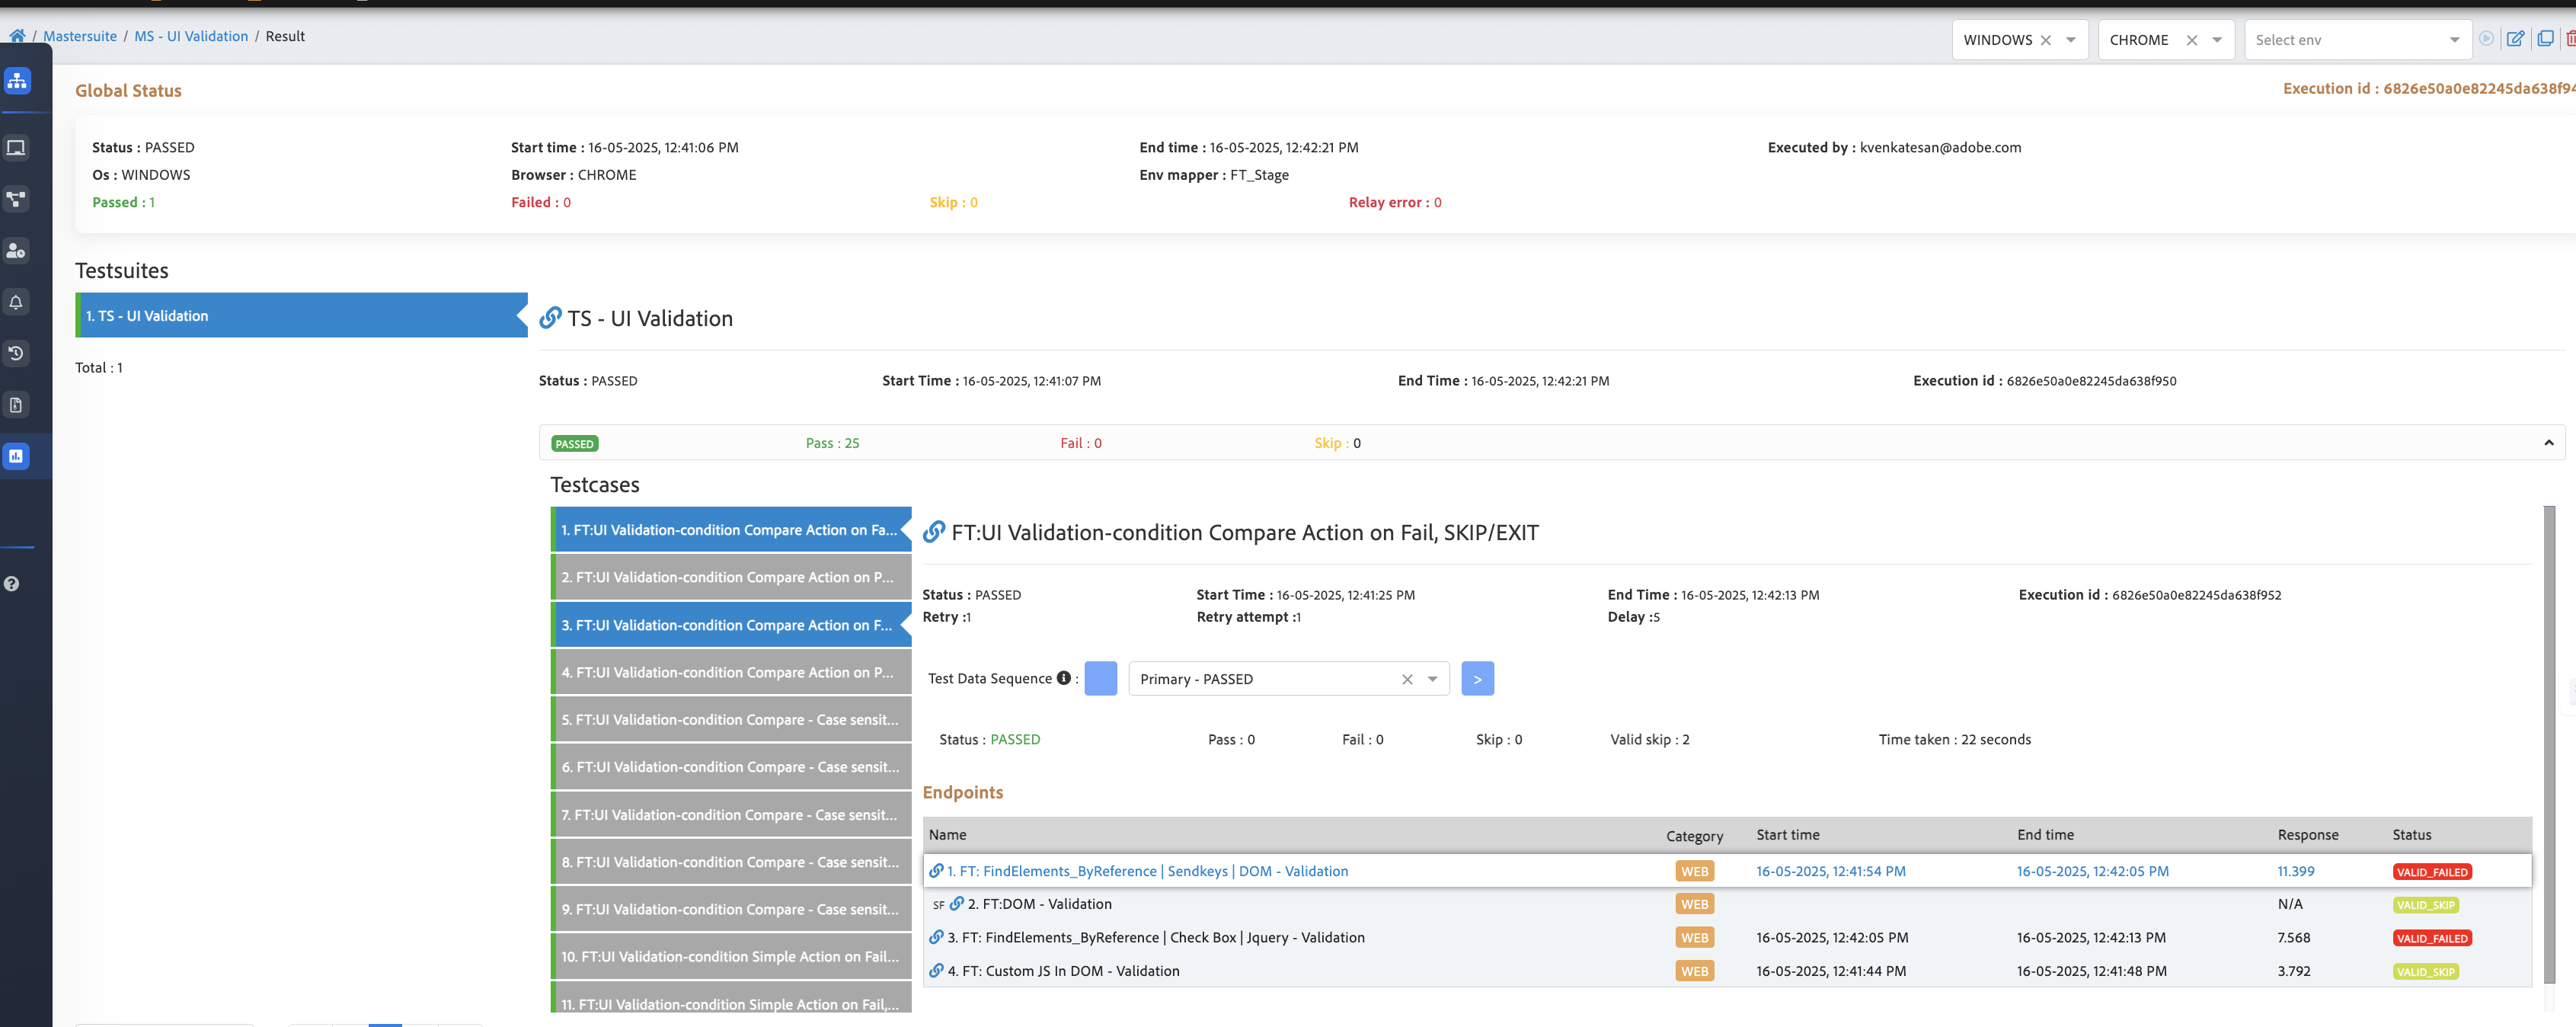 / Mastersuite / MS - UI Validation / Result
WINDOWS
CHROME
Select env
Global Status
Execution id : 6826e50a0e82245da638f94
Status : PASSED
Start time : 16-05-2025, 12:41:06 PM
End time : 16-05-2025, 12:42:21 PM
Executed by : kvenkatesan@adobe.com
Os : WINDOWS
Browser : CHROME
Env mapper : FT_Stage
Passed : 1
Failed : 0
Skip : 0
Relay error : 0
Testsuites
1. TS - UI Validation
Total : 1
TS - UI Validation
Status : PASSED
Start Time : 16-05-2025, 12:41:07 PM
End Time : 16-05-2025, 12:42:21 PM
Execution id : 6826e50a0e82245da638f950
PASSED
Pass : 25
Fail : 0
Skip : 0
Testcases
1. FT:UI Validation-condition Compare Action on Fa...
2. FT:UI Validation-condition Compare Action on P...
3. FT:UI Validation-condition Compare Action on F...
4. FT:UI Validation-condition Compare Action on P...
5. FT:UI Validation-condition Compare - Case sensit...
6. FT:UI Validation-condition Compare - Case sensit...
7. FT:UI Validation-condition Compare - Case sensit...
8. FT:UI Validation-condition Compare - Case sensit...
9. FT:UI Validation-condition Compare - Case sensit...
10. FT:UI Validation-condition Simple Action on Fail...
11. FT:UI Validation-condition Simple Action on Fail,...
FT:UI Validation-condition Compare Action on Fail, SKIP/EXIT
Status : PASSED
Start Time : 16-05-2025, 12:41:25 PM
End Time : 16-05-2025, 12:42:13 PM
Execution id : 6826e50a0e82245da638f952
Retry :1
Retry attempt :1
Delay :5
Test Data Sequence :
Primary - PASSED
>
Status : PASSED
Pass : 0
Fail : 0
Skip : 0
Valid skip : 2
Time taken : 22 seconds
Endpoints
Name Category Start time End time Response Status
1. FT: FindElements_ByReference | Sendkeys | DOM - Validation WEB 16-05-2025, 12:41:54 PM 16-05-2025, 12:42:05 PM 11.399 VALID_FAILED
SF 2. FT:DOM - Validation WEB N/A VALID_SKIP
3. FT: FindElements_ByReference | Check Box | Jquery - Validation WEB 16-05-2025, 12:42:05 PM 16-05-2025, 12:42:13 PM 7.568 VALID_FAILED
4. FT: Custom JS In DOM - Validation WEB 16-05-2025, 12:41:44 PM 16-05-2025, 12:41:48 PM 3.792 VALID_SKIP